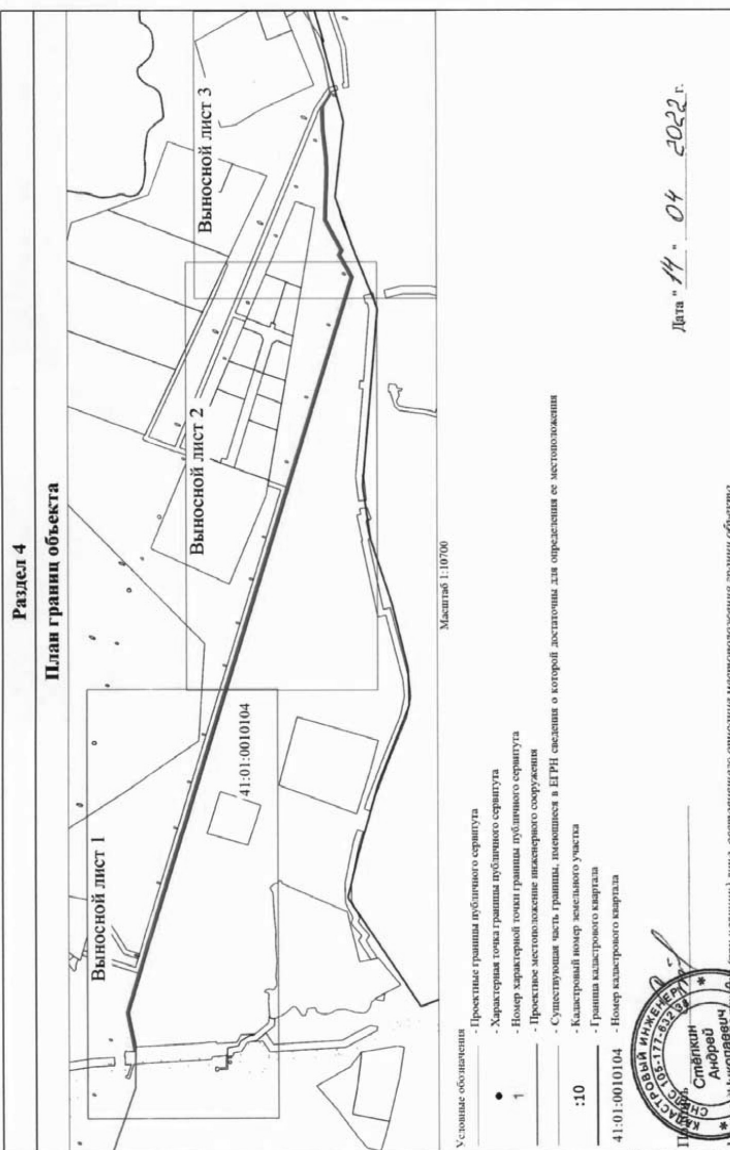 Раздел 4
План границ объекта
Выносной лист 1
Выносной лист 2
Выносной лист 3
41:01:0010104
Масштаб 1:10700
Условные обозначения
- Проектные границы публичного сервитута
- Характерная точка границы публичного сервитута
1 - Номер характерной точки границы публичного сервитута
- Проектное местоположение инженерного сооружения
- Существующая часть границы, имеющиеся в ЕГРН сведения о которой достаточны для определения ее местоположения
:10 - Кадастровый номер земельного участка
- Граница кадастрового квартала
41:01:0010104 - Номер кадастрового квартала
Дата "14" 04 2022 г.
КАДАСТРОВЫЙ ИНЖЕНЕР
СНИЛС
Стёпкин
Андрей
Николаевич